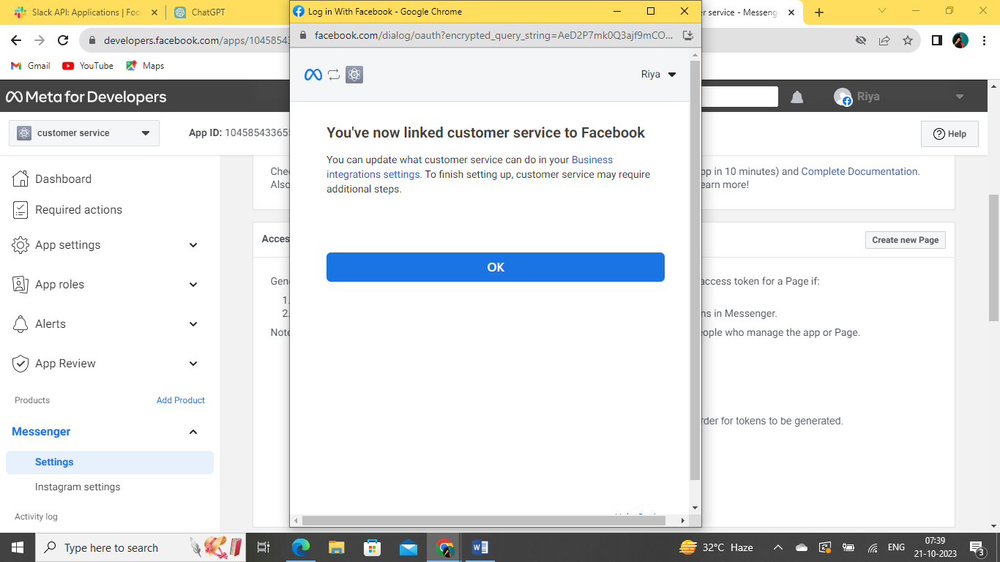 Slack API: Applications | Foo
ChatGPT
Log in With Facebook - Google Chrome
r service - Messeng
developers.facebook.com/apps/10458543
facebook.com/dialog/oauth?encrypted_query_string=AeD2P7mk0Q3ajf9mCO...
Gmail
YouTube
Maps
Meta for Developers
Riya
Riya
customer service
App ID: 104585433655
Help
You've now linked customer service to Facebook
You can update what customer service can do in your Business
integrations settings. To finish setting up, customer service may require
additional steps.
OK
Dashboard
Required actions
App settings
App roles
Alerts
App Review
Products
Add Product
Messenger
Settings
Instagram settings
Activity log
Chec
pp in 10 minutes) and Complete Documentation.
Also
earn more!
Acces
Create new Page
Gen
access token for a Page if:
1.
2.
ns in Messenger.
Note
eople who manage the app or Page.
rder for tokens to be generated.
Type here to search
32°C Haze
ENG
07:39
21-10-2023
3